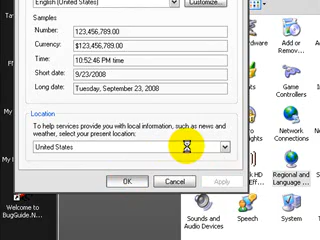 English (United States)
Customize...
Samples
Number:
123,456,789.00
Currency:
$123,456,789.00
Time:
10:52:46 PM time
Short date:
9/23/2008
Long date:
Tuesday, September 23, 2008
Location
To help services provide you with local information, such as news and
weather, select your present location:
United States
OK
Cancel
Apply
Add or
Remov...
Game
Controllers
Network
Connections
Regional and
Language ...
Sounds and
Audio Devices
Speech
System
Welcome to
BugGuide.N...
My